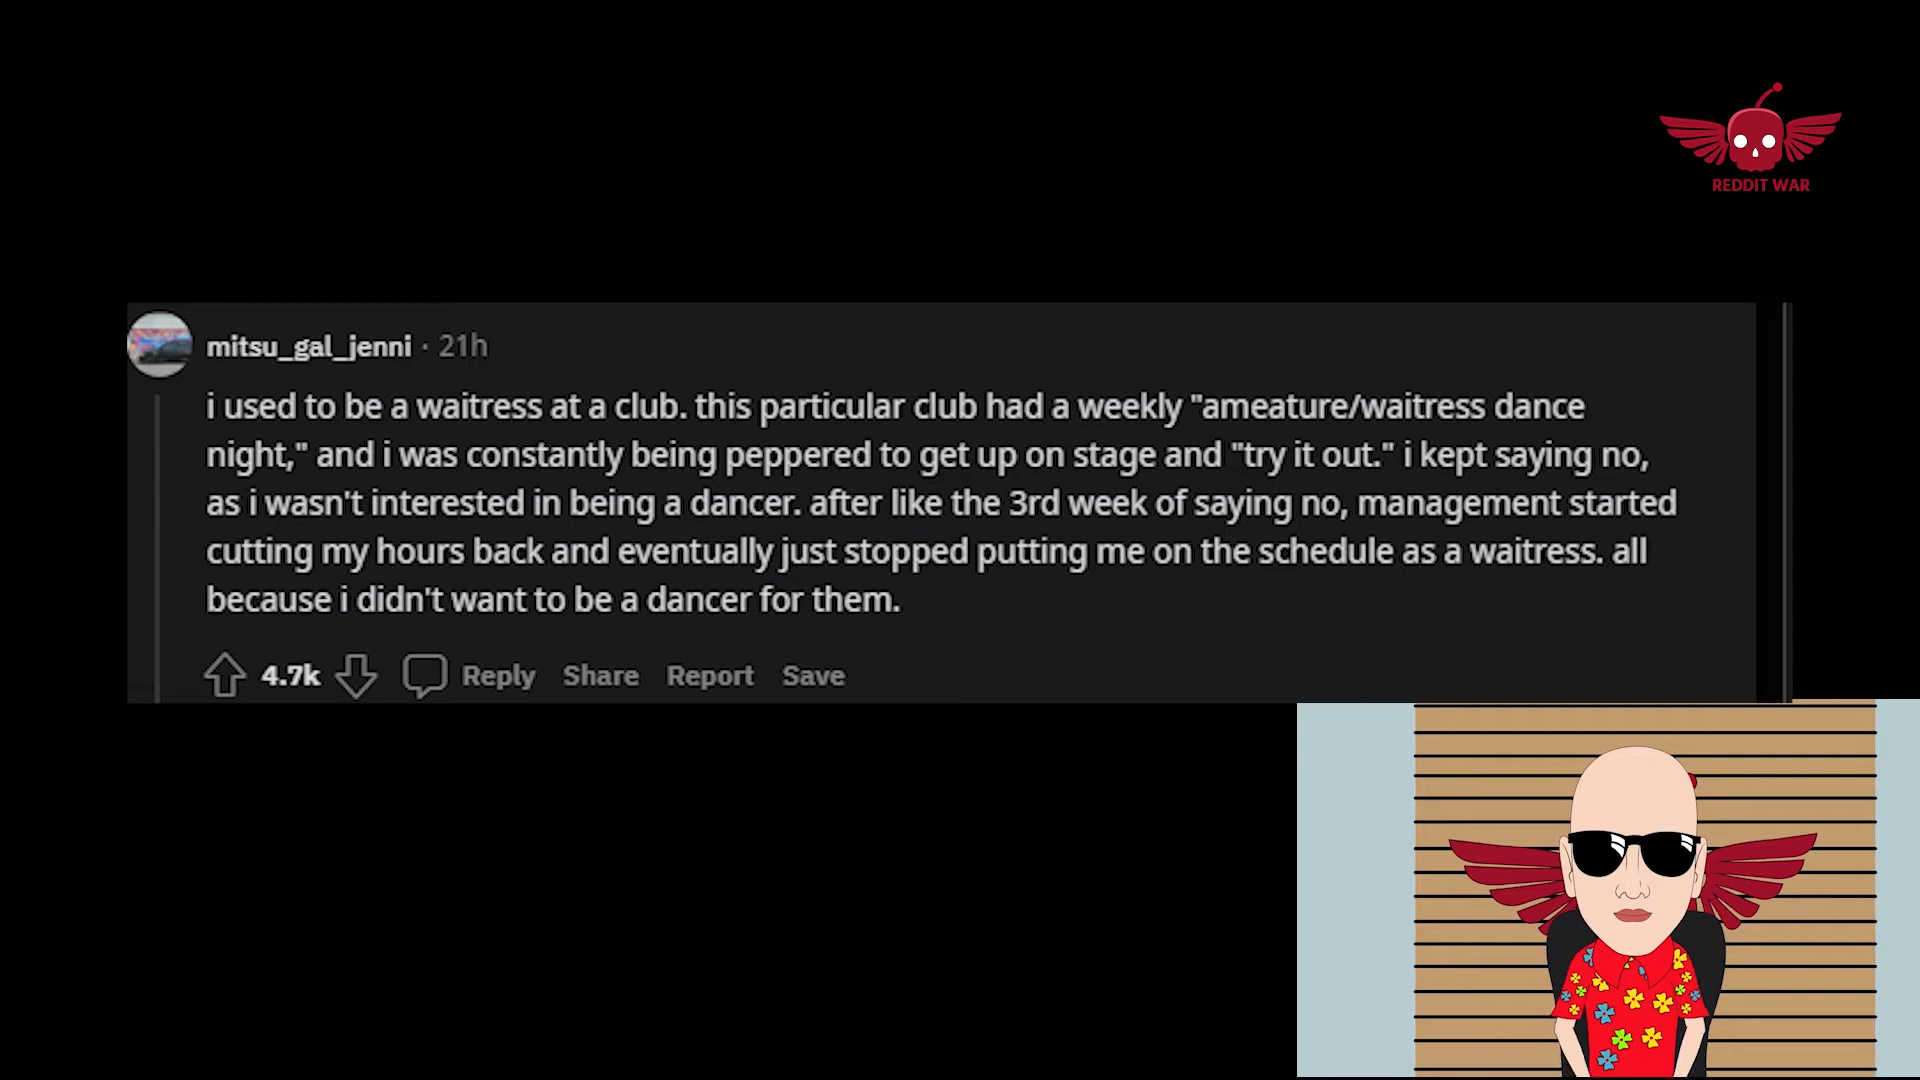 REDDIT WAR
mitsu_gal_jenni · 21h
i used to be a waitress at a club. this particular club had a weekly "ameature/waitress dance
night," and i was constantly being peppered to get up on stage and "try it out." i kept saying no,
as i wasn't interested in being a dancer. after like the 3rd week of saying no, management started
cutting my hours back and eventually just stopped putting me on the schedule as a waitress. all
because i didn't want to be a dancer for them.
4.7k Reply Share Report Save